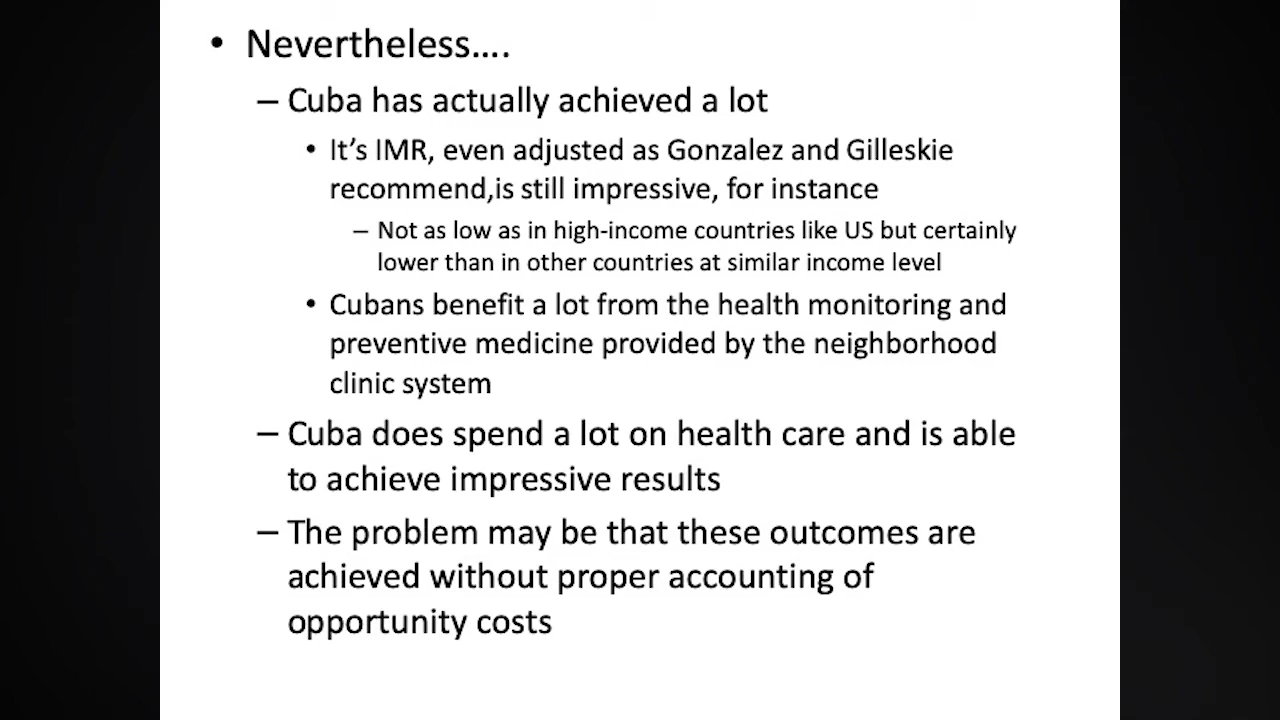 • Nevertheless....
– Cuba has actually achieved a lot
• It's IMR, even adjusted as Gonzalez and Gilleskie
recommend,is still impressive, for instance
– Not as low as in high-income countries like US but certainly
lower than in other countries at similar income level
• Cubans benefit a lot from the health monitoring and
preventive medicine provided by the neighborhood
clinic system
– Cuba does spend a lot on health care and is able
to achieve impressive results
– The problem may be that these outcomes are
achieved without proper accounting of
opportunity costs